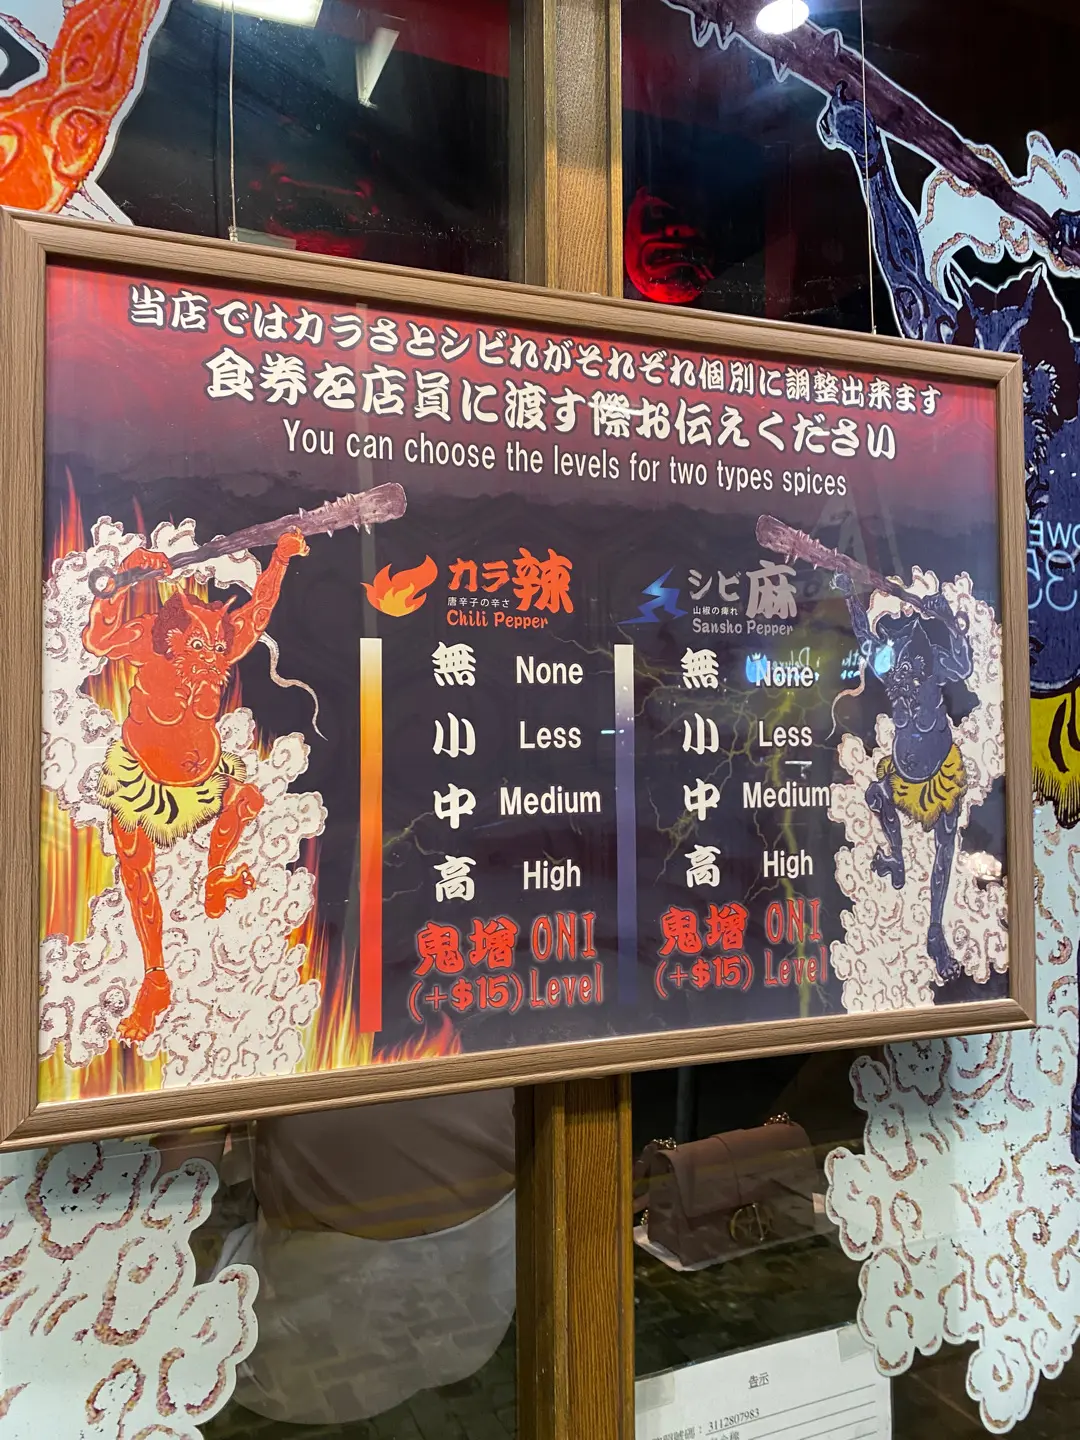 当店ではカラさとシビれがそれぞれ個別に調整出来ます
食券を店員に渡す際お伝えください
You can choose the levels for two types spices
カラ 辣
唐辛子の辛さ
Chili Pepper
無 None
小 Less
中 Medium
高 High
鬼増 ONI
(+$15) Level
シビ 麻
山椒の痺れ
Sansho Pepper
無 None
小 Less
中 Medium
高 High
鬼増 ONI
(+$15) Level
告示
3112807983